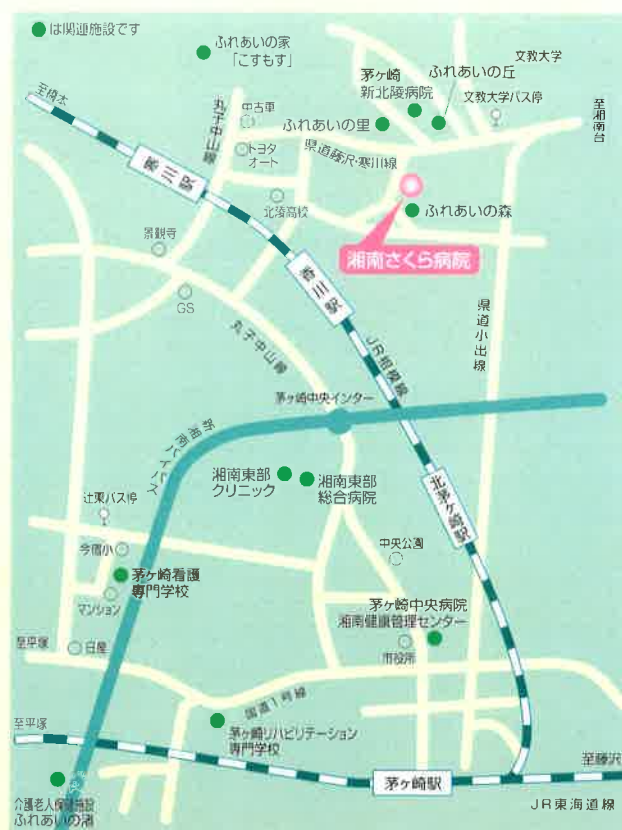 ●は関連施設です
ふれあいの家
「こすもす」
文教大学
茅ヶ崎
新北陵病院
ふれあいの丘
文教大学バス停
至橋本
丸子中山線
中古車
ふれあいの里
至湘南台
トヨタ
オート
県道藤沢・寒川線
寒川駅
北陵高校
ふれあいの森
景観寺
湘南さくら病院
香川駅
GS
県道小出線
丸子中山線
JR相模線
茅ヶ崎中央インター
新湘南バイパス
湘南東部
クリニック
湘南東部
総合病院
北茅ヶ崎駅
辻東バス停
中央公園
今宿小
茅ヶ崎看護
専門学校
マンション
茅ヶ崎中央病院
湘南健康管理センター
至平塚
日産
市役所
国道1号線
至平塚
茅ヶ崎リハビリテーション
専門学校
至藤沢
茅ヶ崎駅
介護老人保健施設
ふれあいの渚
JR東海道線